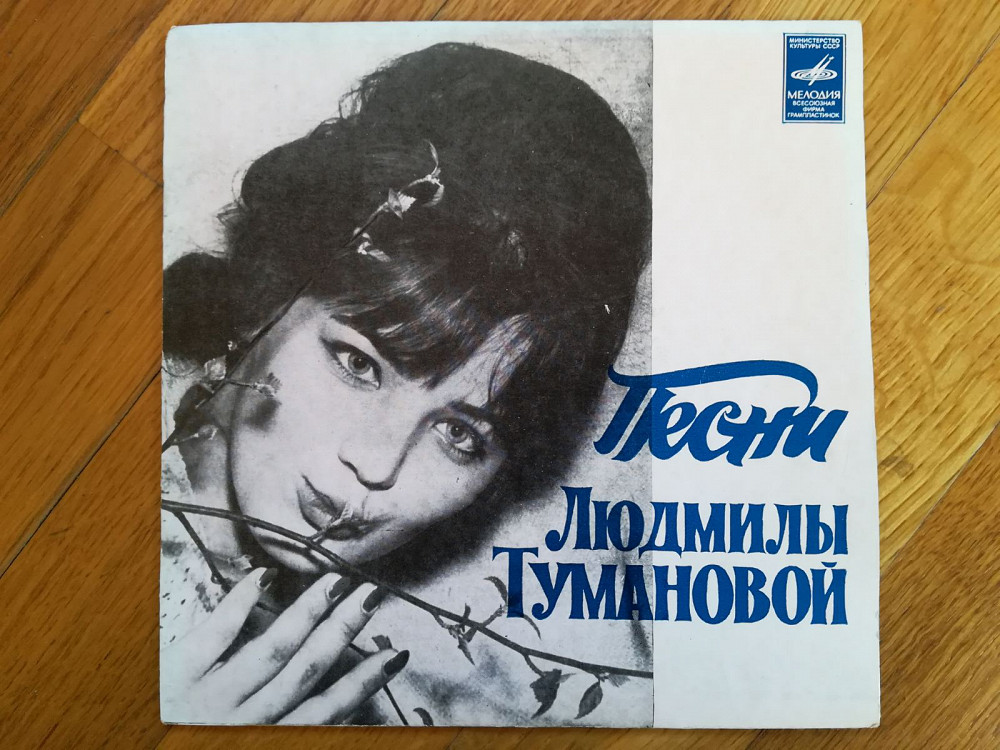 МИНИСТЕРСТВО
КУЛЬТУРЫ СССР
МЕЛОДИЯ
ВСЕСОЮЗНАЯ
ФИРМА
ГРАМПЛАСТИНОК
Песни
ЛЮДМИЛЫ
ТУМАНОВОЙ